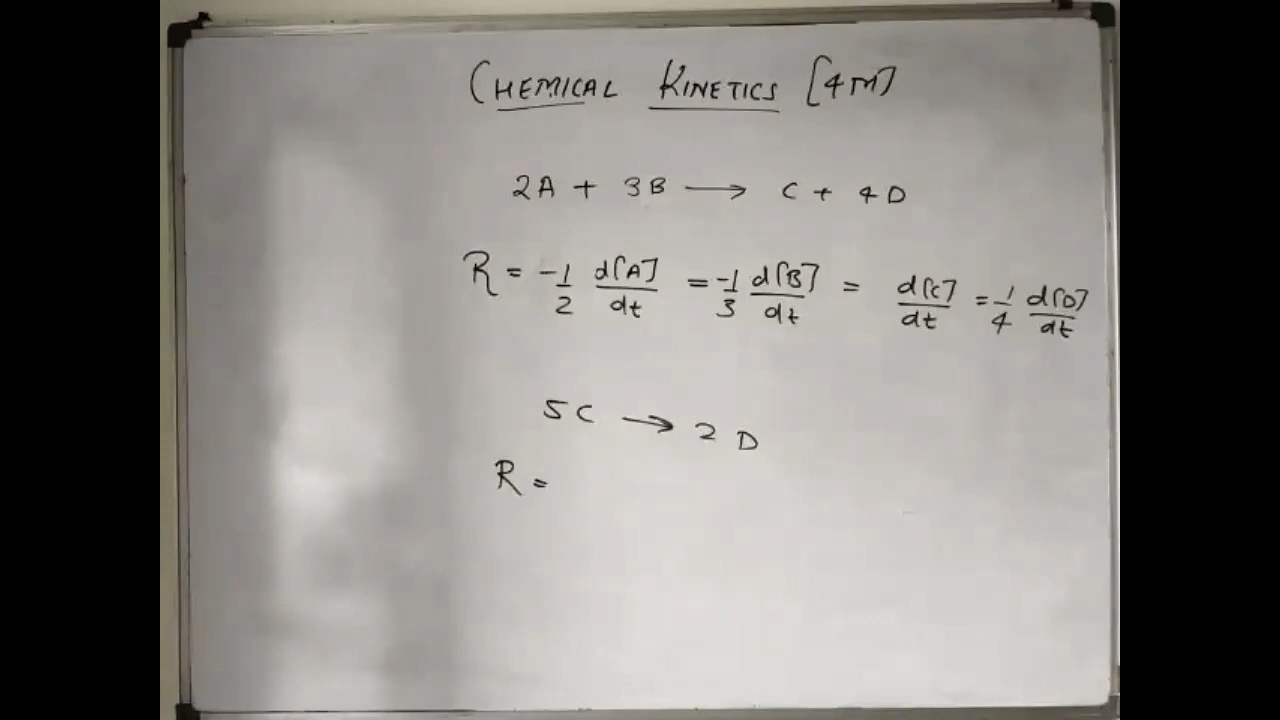 CHEMICAL KINETICS [4M]
2A + 3B → C + 4D
R = -1/2 d[A]/dt = -1/3 d[B]/dt = d[C]/dt = 1/4 d[D]/dt
5C → 2D
R =